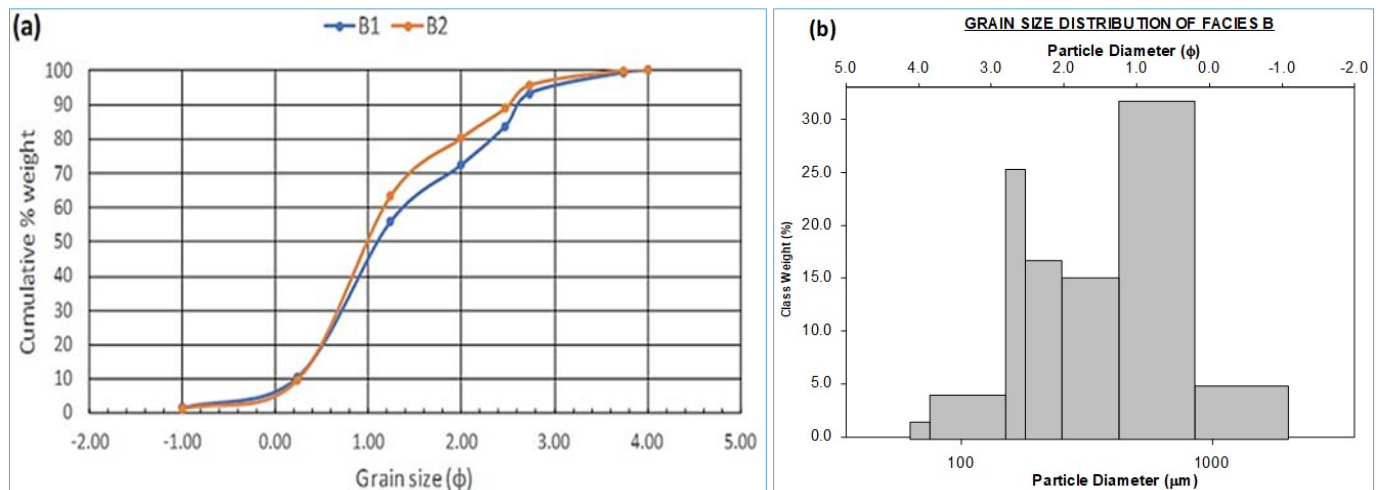 (a)
B1 B2
Cumulative % weight
100
90
80
70
60
50
40
30
20
10
0
-2.00 -1.00 0.00 1.00 2.00 3.00 4.00 5.00
Grain size (ϕ)
(b)
GRAIN SIZE DISTRIBUTION OF FACIES B
Particle Diameter (ϕ)
5.0 4.0 3.0 2.0 1.0 0.0 -1.0 -2.0
Class Weight (%)
30.0
25.0
20.0
15.0
10.0
5.0
0.0
100 1000
Particle Diameter (μm)